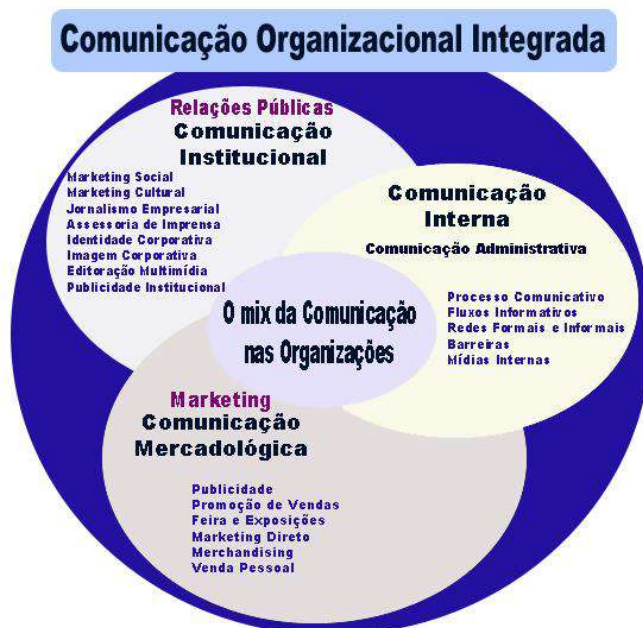 Comunicação Organizacional Integrada
Relações Públicas
Comunicação
Institucional
Marketing Social
Marketing Cultural
Jornalismo Empresarial
Assessoria de Imprensa
Identidade Corporativa
Imagem Corporativa
Editoração Multimídia
Publicidade Institucional
Comunicação
Interna
Comunicação Administrativa
Processo Comunicativo
Fluxos Informativos
Redes Formais e Informais
Barreiras
Mídias Internas
O mix da Comunicação
nas Organizações
Marketing
Comunicação
Mercadológica
Publicidade
Promoção de Vendas
Feira e Exposições
Marketing Direto
Merchandising
Venda Pessoal